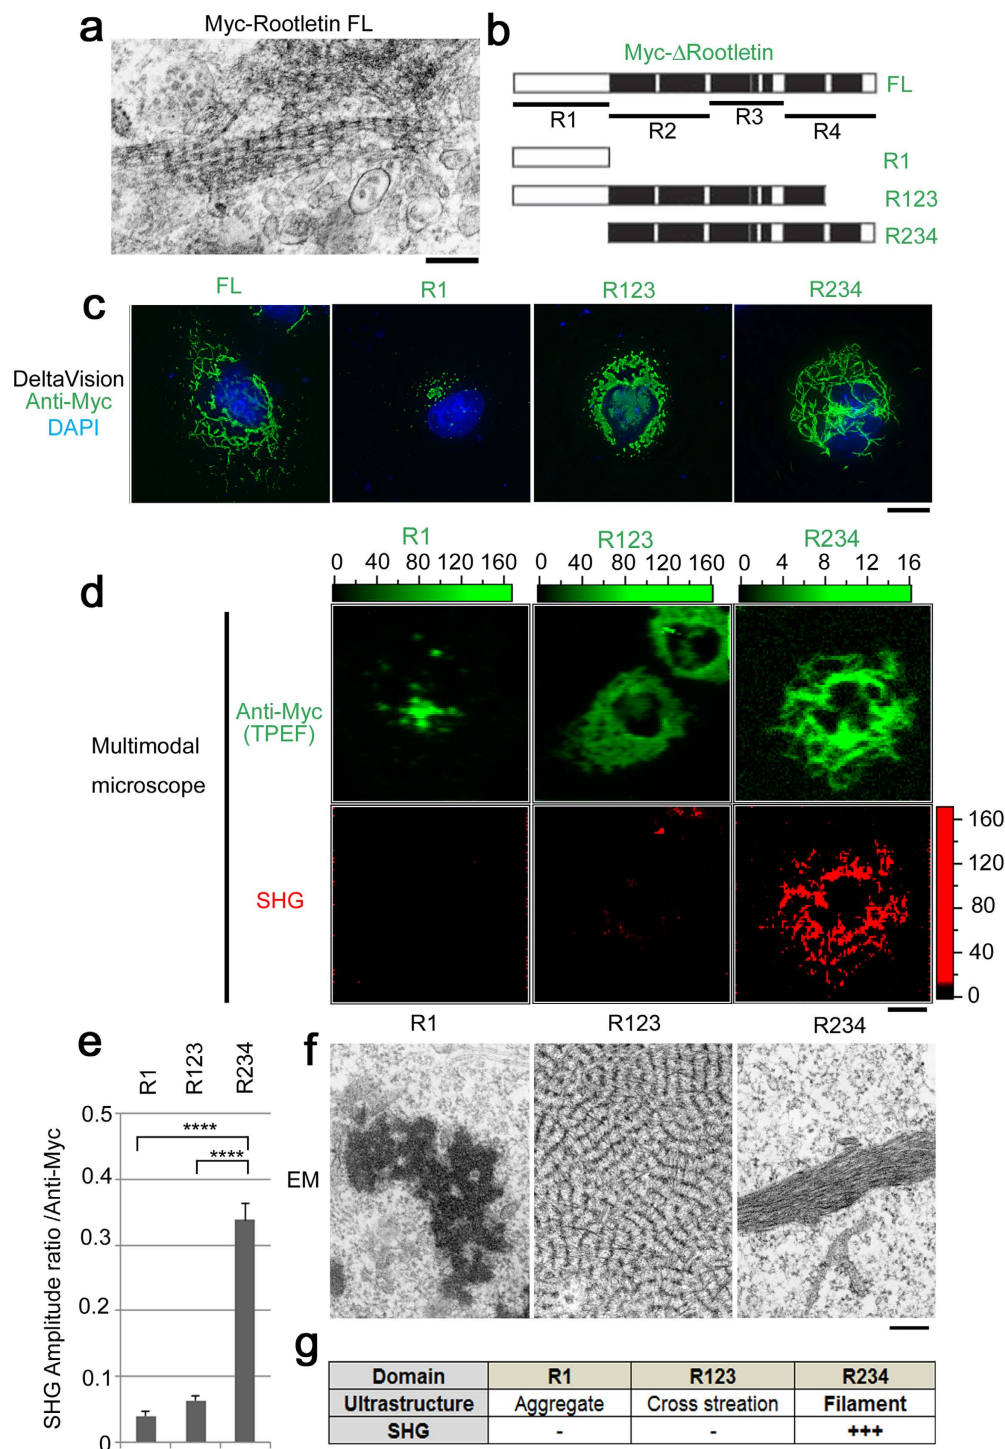 a
Myc-Rootletin FL
b
Myc-ΔRootletin
FL
R1
R2
R3
R4
R1
R123
R234
c
FL
R1
R123
R234
DeltaVision
Anti-Myc
DAPI
d
R1
R123
R234
0 40 80 120 160
0 40 80 120 160
0 4 8 12 16
Multimodal
microscope
Anti-Myc
(TPEF)
SHG
160
120
80
40
0
e
R1
R123
R234
SHG Amplitude ratio /Anti-Myc
0.5
0.4
0.3
0.2
0.1
0
****
****
f
R1
R123
R234
EM
g
Domain R1 R123 R234
Ultrastructure Aggregate Cross streation Filament
SHG - - +++